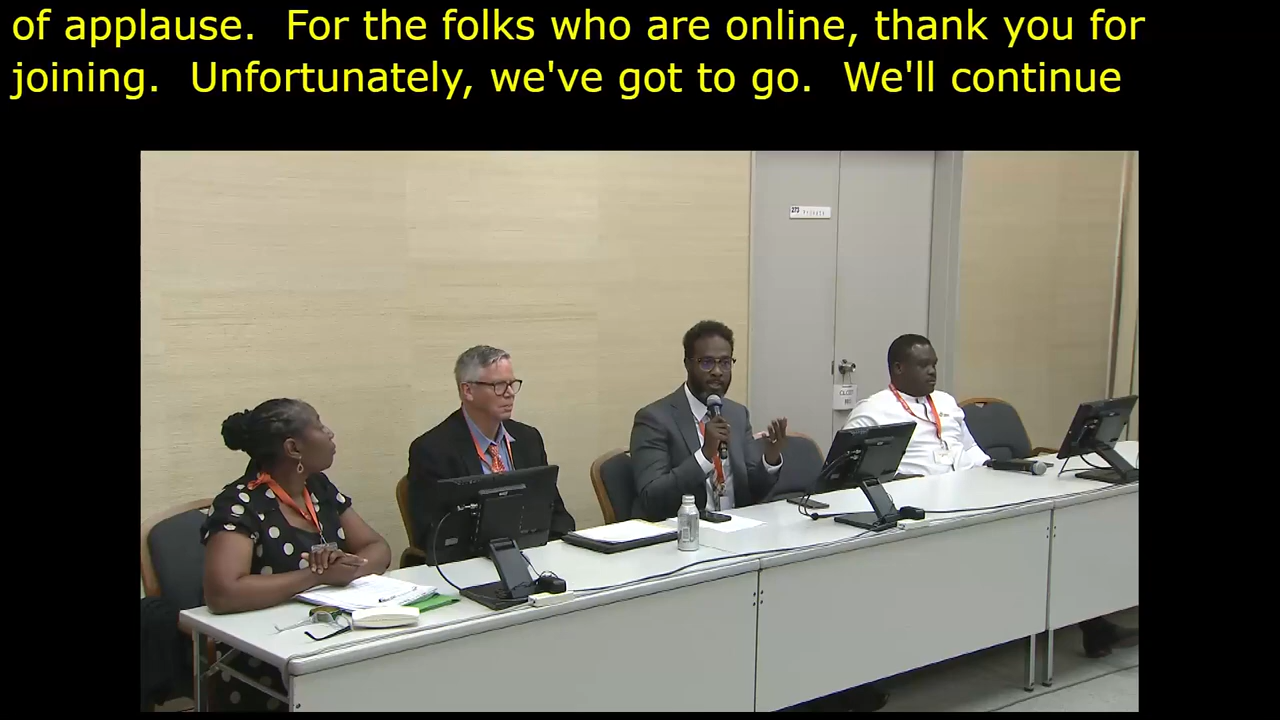 of applause.  For the folks who are online, thank you for
joining.  Unfortunately, we've got to go.  We'll continue
273